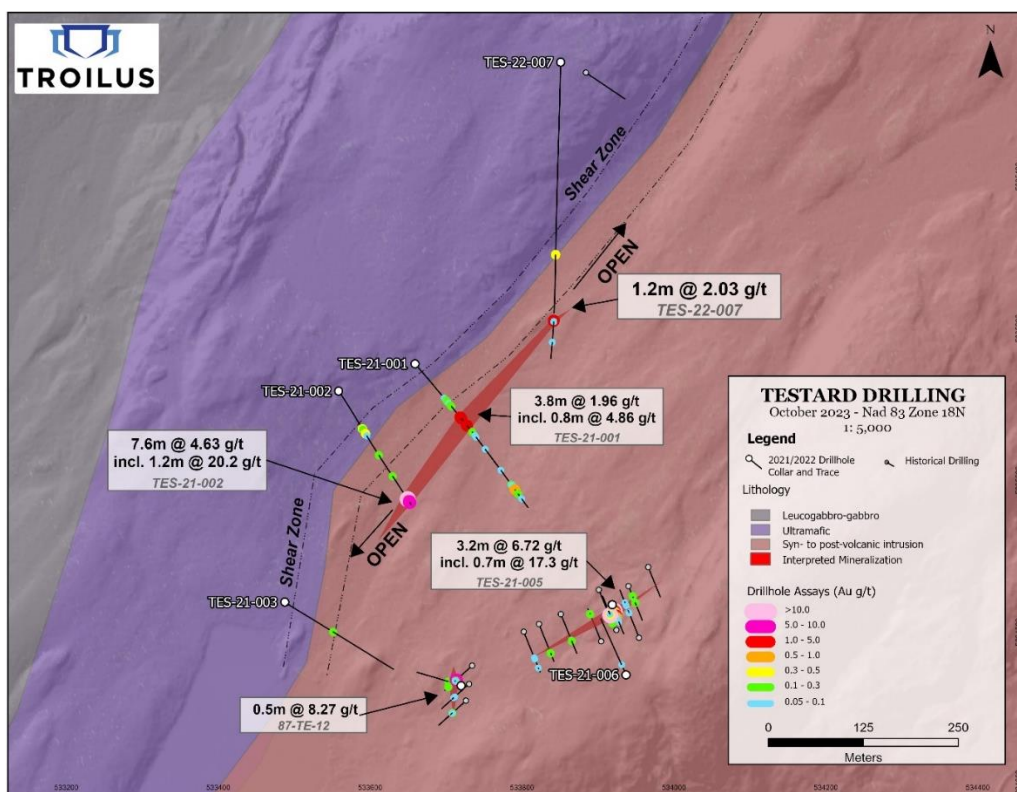 TROILUS
N
TES-22-007
Shear Zone
OPEN
1.2m @ 2.03 g/t
TES-22-007
TES-21-001
TES-21-002
3.8m @ 1.96 g/t
incl. 0.8m @ 4.86 g/t
TES-21-001
7.6m @ 4.63 g/t
incl. 1.2m @ 20.2 g/t
TES-21-002
OPEN
Shear Zone
3.2m @ 6.72 g/t
incl. 0.7m @ 17.3 g/t
TES-21-005
TES-21-003
TES-21-006
0.5m @ 8.27 g/t
87-TE-12
TESTARD DRILLING
October 2023 - Nad 83 Zone 18N
1: 5,000
Legend
2021/2022 Drillhole
Collar and Trace
Historical Drilling
Lithology
Leucogabbro-gabbro
Ultramafic
Syn- to post-volcanic intrusion
Interpreted Mineralization
Drillhole Assays (Au g/t)
>10.0
5.0 - 10.0
1.0 - 5.0
0.5 - 1.0
0.3 - 0.5
0.1 - 0.3
0.05 - 0.1
0 125 250
Meters
533200 533400 533600 533800 534000 534200 534400